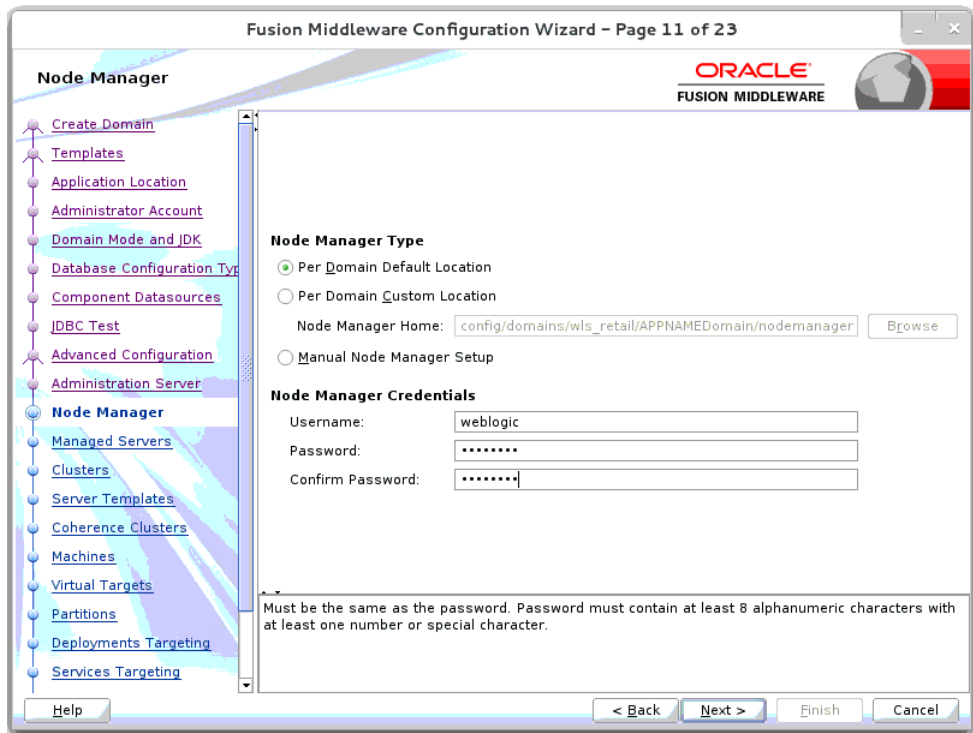 Fusion Middleware Configuration Wizard – Page 11 of 23
Node Manager
ORACLE
FUSION MIDDLEWARE
Create Domain
Templates
Application Location
Administrator Account
Domain Mode and JDK
Database Configuration Typ
Component Datasources
JDBC Test
Advanced Configuration
Administration Server
Node Manager
Managed Servers
Clusters
Server Templates
Coherence Clusters
Machines
Virtual Targets
Partitions
Deployments Targeting
Services Targeting
Node Manager Type
Per Domain Default Location
Per Domain Custom Location
Node Manager Home: config/domains/wls_retail/APPNAMEDomain/nodemanager Browse
Manual Node Manager Setup
Node Manager Credentials
Username: weblogic
Password: ••••••••
Confirm Password: ••••••••
Must be the same as the password. Password must contain at least 8 alphanumeric characters with
at least one number or special character.
Help < Back Next > Finish Cancel